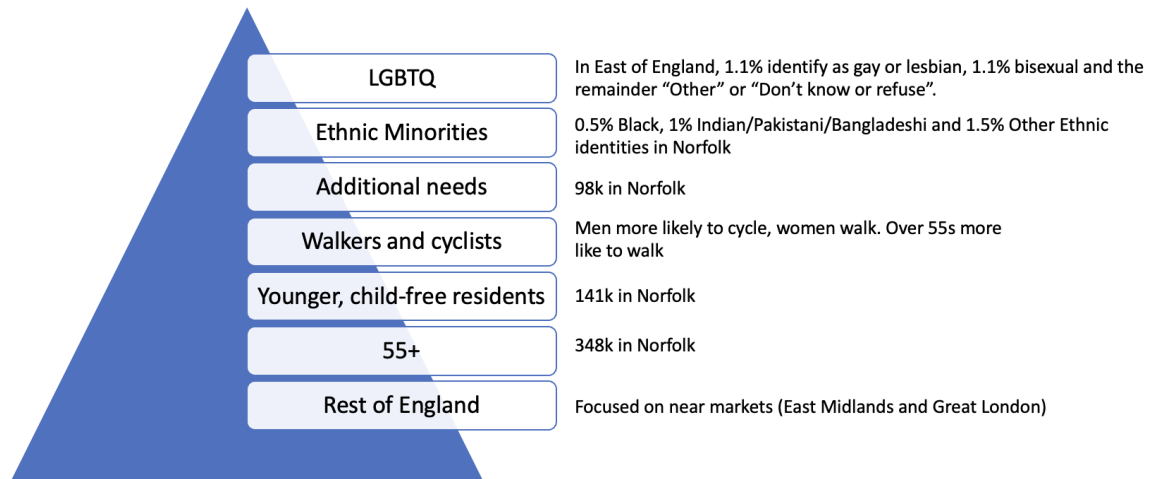 LGBTQ
In East of England, 1.1% identify as gay or lesbian, 1.1% bisexual and the
remainder “Other” or “Don’t know or refuse”.
Ethnic Minorities
0.5% Black, 1% Indian/Pakistani/Bangladeshi and 1.5% Other Ethnic
identities in Norfolk
Additional needs
98k in Norfolk
Walkers and cyclists
Men more likely to cycle, women walk. Over 55s more
like to walk
Younger, child-free residents
141k in Norfolk
55+
348k in Norfolk
Rest of England
Focused on near markets (East Midlands and Great London)